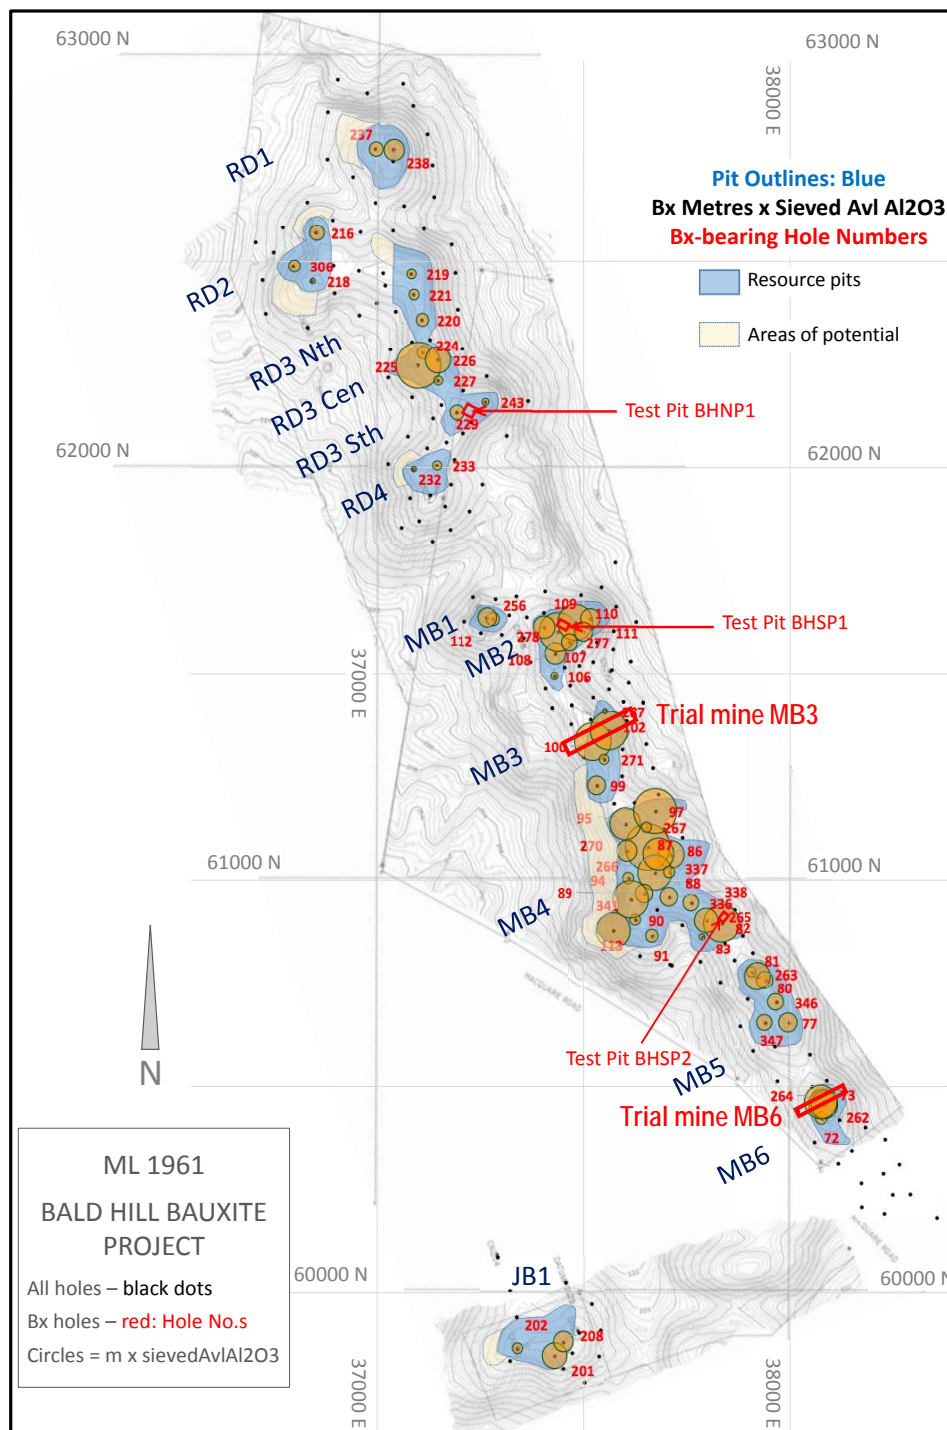 63000 N
63000 N
38000 E
237
238
RD1
Pit Outlines: Blue
Bx Metres x Sieved Avl Al2O3
Bx-bearing Hole Numbers
Resource pits
Areas of potential
216
306
218
RD2
219
221
220
RD3 Nth
224
225
226
227
RD3 Cen
243
229
Test Pit BHNP1
RD3 Sth
62000 N
62000 N
233
232
RD4
256
109
110
MB1
112
278
111
277
Test Pit BHSP1
MB2
108
107
106
37000 E
287
Trial mine MB3
102
100
271
MB3
99
97
95
267
270
87
86
61000 N
61000 N
266
337
94
88
89
338
336
341
265
MB4
90
82
113
83
91
MACQUARIE ROAD
81
263
80
346
77
347
Test Pit BHSP2
MB5
N
264
73
Trial mine MB6
262
72
MB6
ML 1961
BALD HILL BAUXITE
PROJECT
All holes – black dots
Bx holes – red: Hole No.s
Circles = m x sievedAvlAl2O3
MACQUARIE ROAD
JB1
60000 N
60000 N
202
208
201
37000 E
38000 E